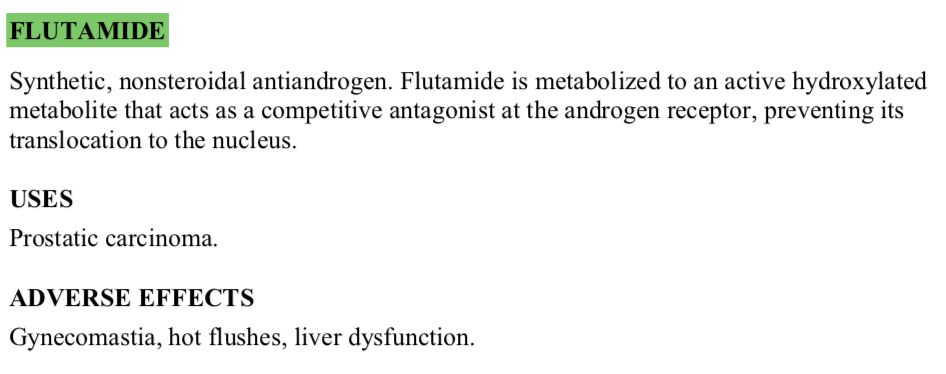 FLUTAMIDE
Synthetic, nonsteroidal antiandrogen. Flutamide is metabolized to an active hydroxylated
metabolite that acts as a competitive antagonist at the androgen receptor, preventing its
translocation to the nucleus.
USES
Prostatic carcinoma.
ADVERSE EFFECTS
Gynecomastia, hot flushes, liver dysfunction.